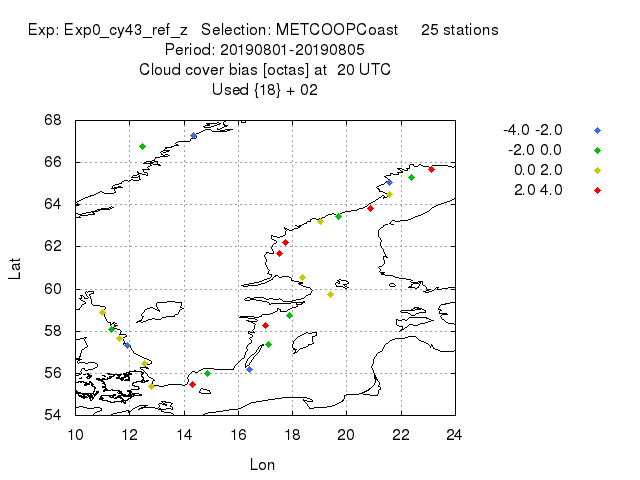 Exp: Exp0_cy43_ref_z   Selection: METCOOPCoast     25 stations
Period: 20190801-20190805
Cloud cover bias [octas] at  20 UTC
Used {18} + 02
-4.0 -2.0
-2.0 0.0
0.0 2.0
2.0 4.0
68
66
64
62
60
58
56
54
Lat
10 12 14 16 18 20 22 24
Lon